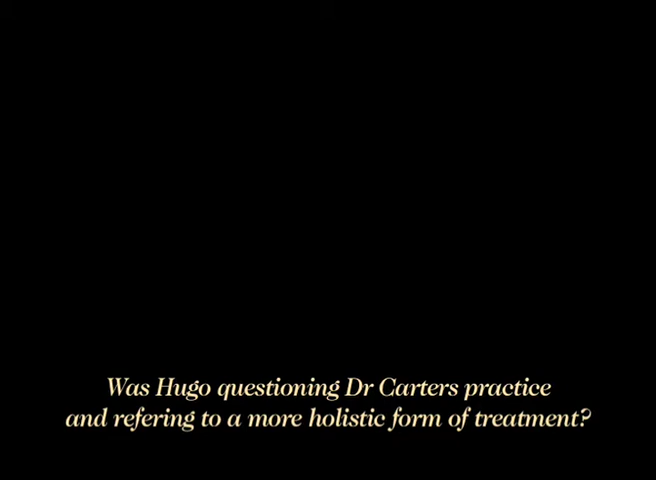 Was Hugo questioning Dr Carters practice
and refering to a more holistic form of treatment?